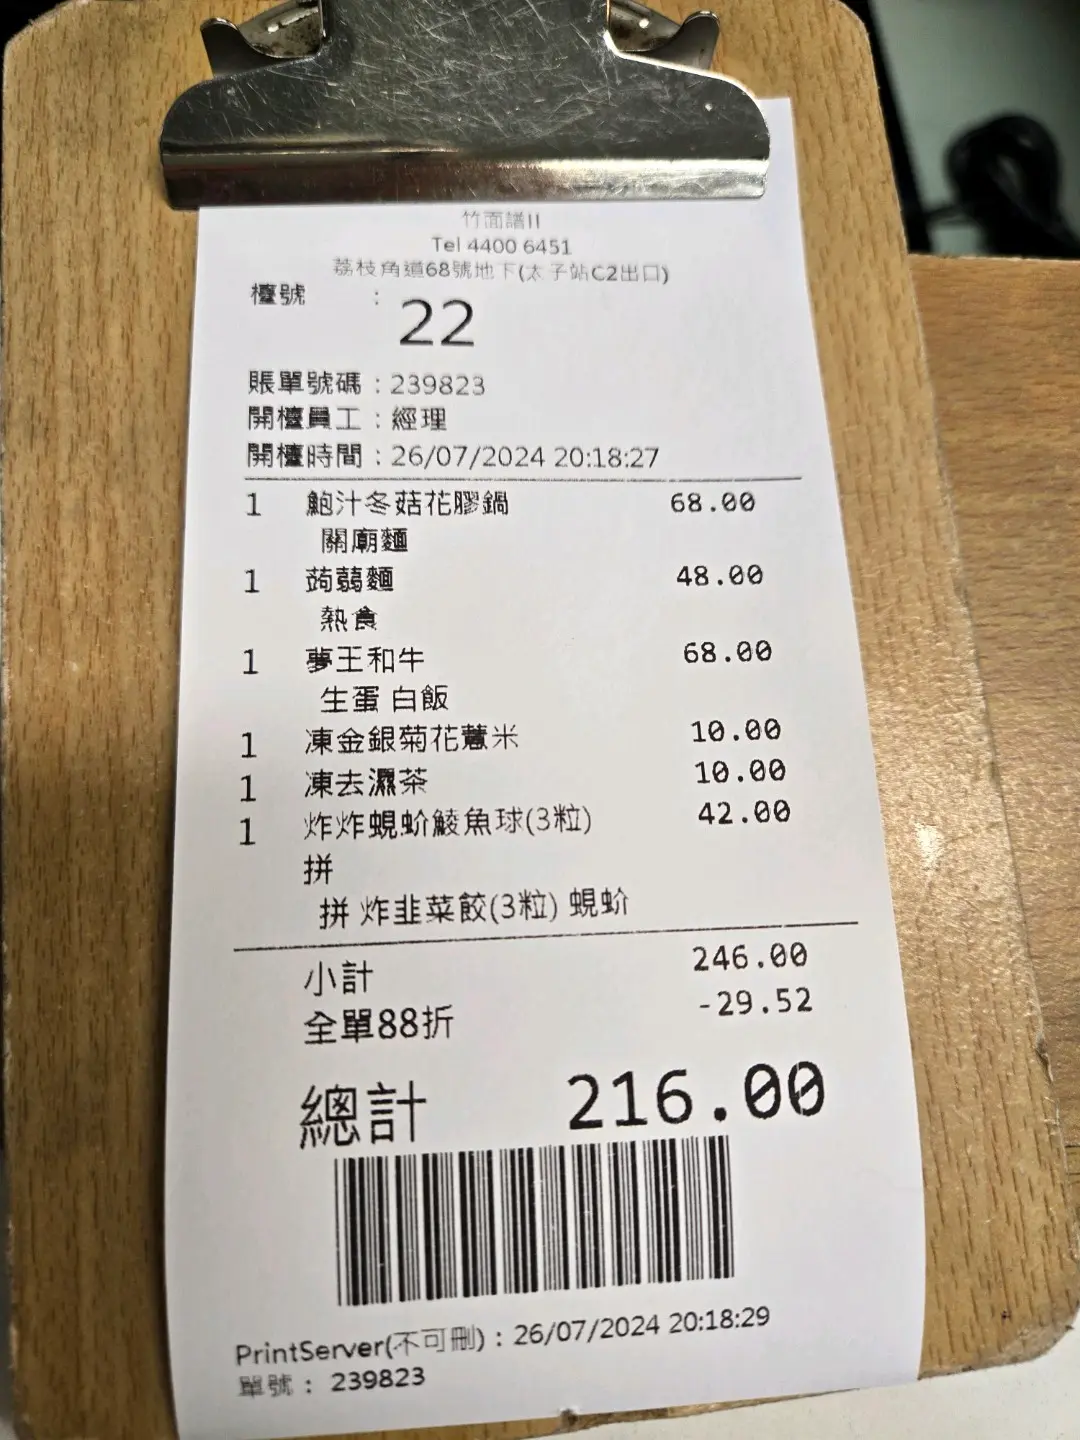 竹面譜II
Tel 4400 6451
荔枝角道68號地下(太子站C2出口)
檯號 : 22
賬單號碼 : 239823
開檯員工 : 經理
開檯時間 : 26/07/2024 20:18:27
1 鮑汁冬菇花膠鍋 68.00
關廟麵
1 蒟蒻麵 48.00
熱食
1 夢王和牛 68.00
生蛋 白飯
1 凍金銀菊花薏米 10.00
1 凍去濕茶 10.00
1 炸炸蜆蚧鯪魚球(3粒) 42.00
拼
拼 炸韭菜餃(3粒) 蜆蚧
小計 246.00
全單88折 -29.52
總計 216.00
PrintServer(不可刪) : 26/07/2024 20:18:29
單號 : 239823